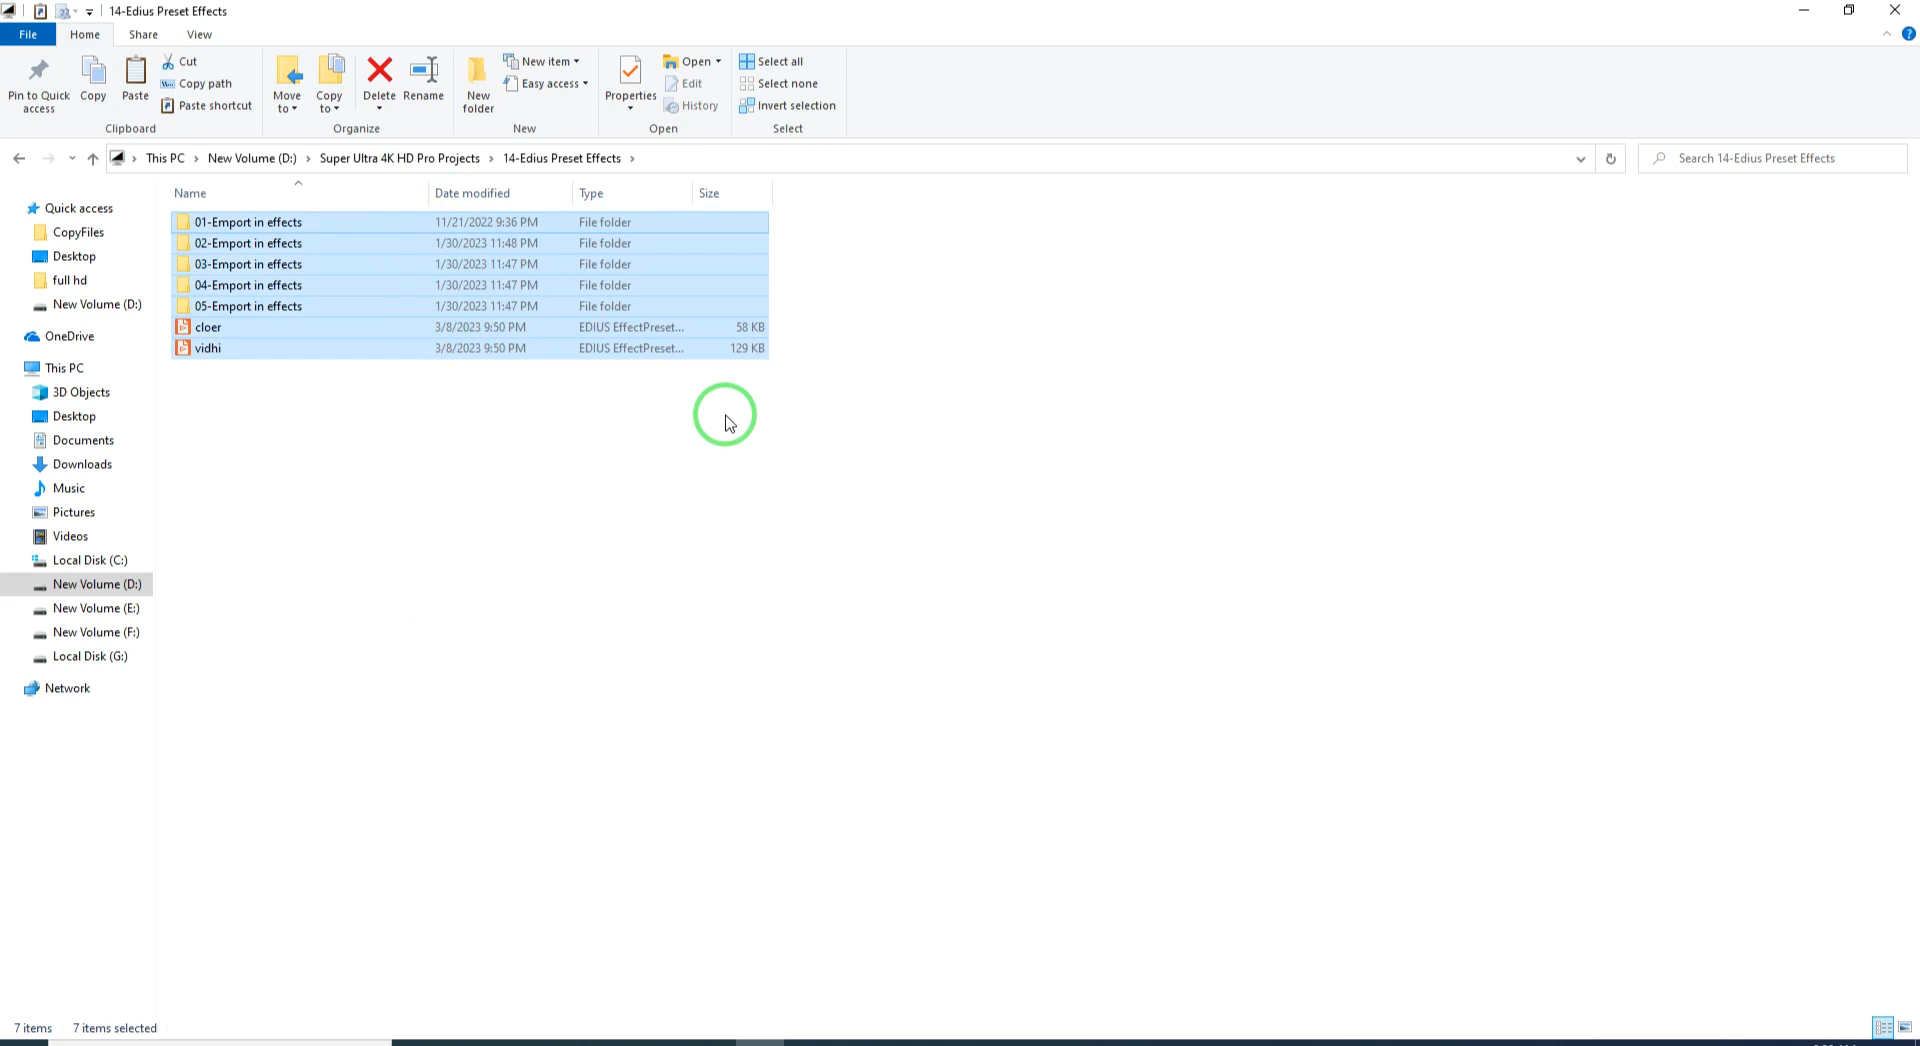 14-Edius Preset Effects
File Home Share View
Pin to Quick access
Copy
Paste
Cut
Copy path
Paste shortcut
Clipboard
Move to
Copy to
Delete
Rename
Organize
New folder
New item
Easy access
New
Properties
Open
Edit
History
Open
Select all
Select none
Invert selection
Select
This PC › New Volume (D:) › Super Ultra 4K HD Pro Projects › 14-Edius Preset Effects ›
Search 14-Edius Preset Effects
Name Date modified Type Size
01-Emport in effects 11/21/2022 9:36 PM File folder
02-Emport in effects 1/30/2023 11:48 PM File folder
03-Emport in effects 1/30/2023 11:47 PM File folder
04-Emport in effects 1/30/2023 11:47 PM File folder
05-Emport in effects 1/30/2023 11:47 PM File folder
cloer 3/8/2023 9:50 PM EDIUS EffectPreset... 58 KB
vidhi 3/8/2023 9:50 PM EDIUS EffectPreset... 129 KB
Quick access
CopyFiles
Desktop
full hd
New Volume (D:)
OneDrive
This PC
3D Objects
Desktop
Documents
Downloads
Music
Pictures
Videos
Local Disk (C:)
New Volume (D:)
New Volume (E:)
New Volume (F:)
Local Disk (G:)
Network
7 items 7 items selected